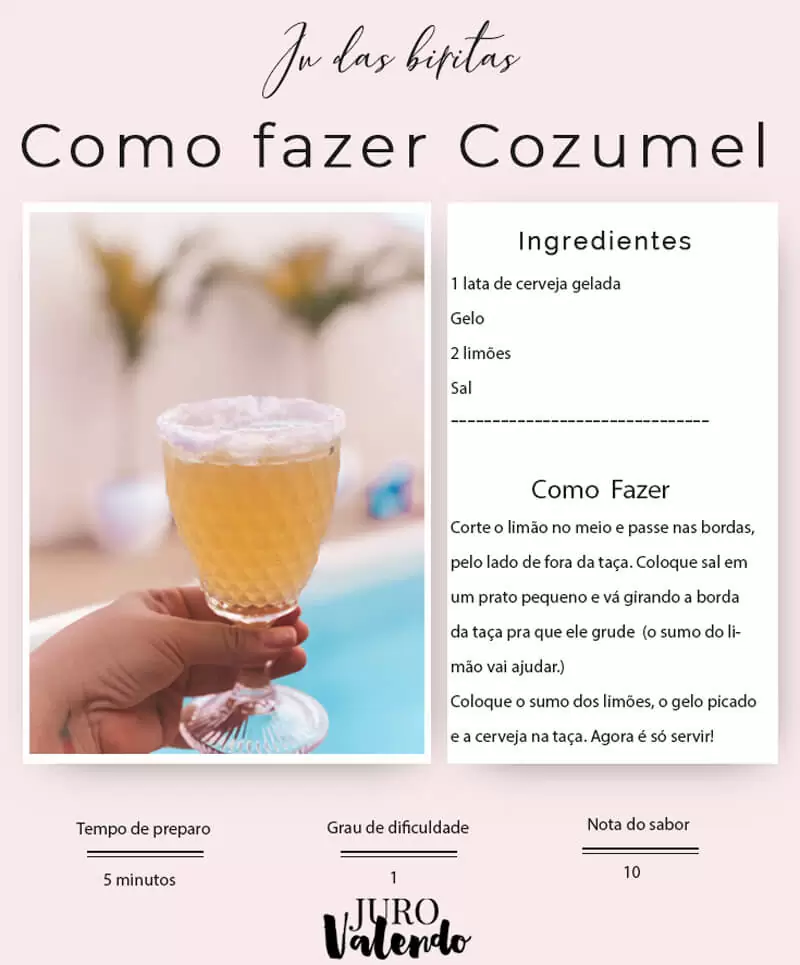 Ju das biritas
Como fazer Cozumel
Ingredientes
1 lata de cerveja gelada
Gelo
2 limões
Sal
-------------------------------
Como Fazer
Corte o limão no meio e passe nas bordas,
pelo lado de fora da taça. Coloque sal em
um prato pequeno e vá girando a borda
da taça pra que ele grude (o sumo do li-
mão vai ajudar.)
Coloque o sumo dos limões, o gelo picado
e a cerveja na taça. Agora é só servir!
Tempo de preparo
5 minutos
Grau de dificuldade
1
Nota do sabor
10
JURO
Valendo